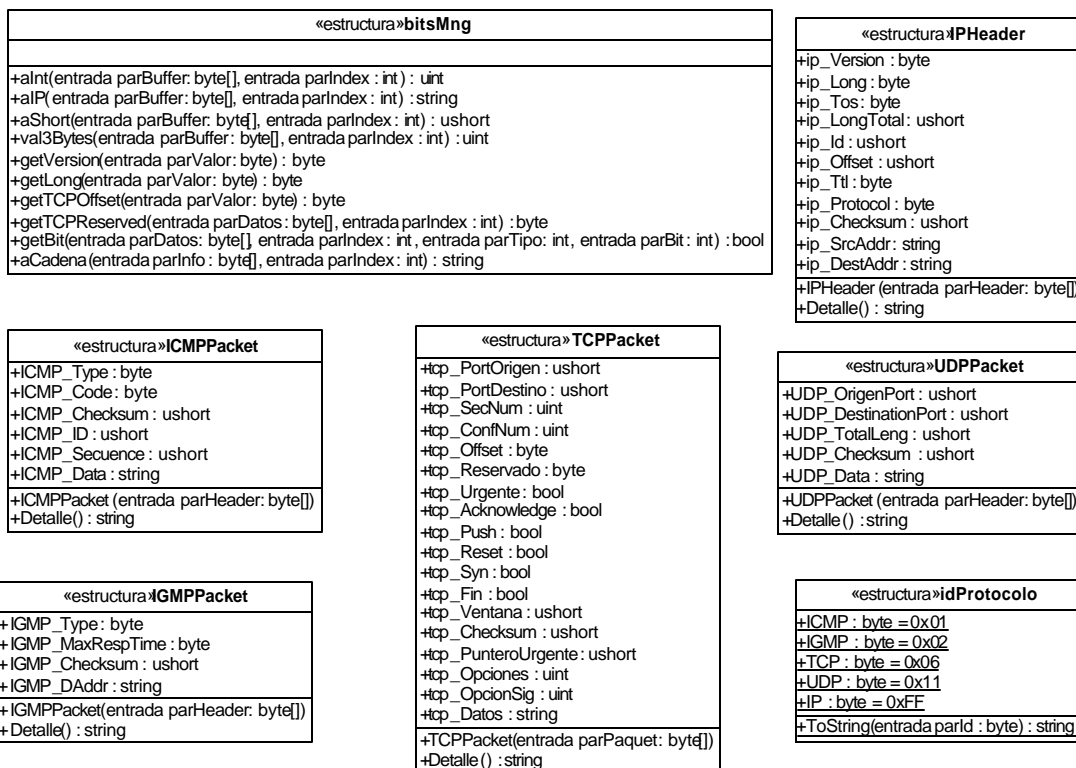 «estructura»bitsMng
+aInt(entrada parBuffer: byte[], entrada parIndex : int) : uint
+aIP( entrada parBuffer: byte[], entrada parIndex : int) : string
+aShort(entrada parBuffer: byte[], entrada parIndex : int) : ushort
+val3Bytes(entrada parBuffer: byte[], entrada parIndex : int) : uint
+getVersion(entrada parValor: byte) : byte
+getLong(entrada parValor: byte) : byte
+getTCPOffset(entrada parValor: byte) : byte
+getTCPReserved(entrada parDatos: byte[], entrada parIndex : int) : byte
+getBit(entrada parDatos: byte[], entrada parIndex : int, entrada parTipo: int, entrada parBit: int) : bool
+aCadena(entrada parInfo : byte[], entrada parIndex: int) : string
«estructura»IPHeader
+ip_Version : byte
+ip_Long : byte
+ip_Tos: byte
+ip_LongTotal: ushort
+ip_Id : ushort
+ip_Offset : ushort
+ip_Ttl : byte
+ip_Protocol : byte
+ip_Checksum : ushort
+ip_SrcAddr: string
+ip_DestAddr : string
+IPHeader (entrada parHeader: byte[])
+Detalle() : string
«estructura»ICMPPacket
+ICMP_Type : byte
+ICMP_Code: byte
+ICMP_Checksum : ushort
+ICMP_ID : ushort
+ICMP_Secuence : ushort
+ICMP_Data : string
+ICMPPacket (entrada parHeader: byte[])
+Detalle() : string
«estructura»TCPPacket
+tcp_PortOrigen : ushort
+tcp_PortDestino : ushort
+tcp_SecNum : uint
+tcp_ConfNum : uint
+tcp_Offset : byte
+tcp_Reservado : byte
+tcp_Urgente: bool
+tcp_Acknowledge : bool
+tcp_Push : bool
+tcp_Reset : bool
+tcp_Syn : bool
+tcp_Fin : bool
+tcp_Ventana : ushort
+tcp_Checksum : ushort
+tcp_PunteroUrgente: ushort
+tcp_Opciones : uint
+tcp_OpcionSig : uint
+tcp_Datos : string
+TCPPacket(entrada parPaquet: byte[])
+Detalle() : string
«estructura»UDPPacket
+UDP_OrigenPort : ushort
+UDP_DestinationPort : ushort
+UDP_TotalLeng : ushort
+UDP_Checksum : ushort
+UDP_Data : string
+UDPPacket (entrada parHeader: byte[])
+Detalle() : string
«estructura»IGMPPacket
+IGMP_Type: byte
+IGMP_MaxRespTime : byte
+IGMP_Checksum : ushort
+IGMP_DAddr : string
+IGMPPacket(entrada parHeader: byte[])
+Detalle() : string
«estructura»idProtocolo
+ICMP : byte = 0x01
+IGMP : byte = 0x02
+TCP : byte = 0x06
+UDP : byte = 0x11
+IP : byte = 0xFF
+ToString(entrada parId : byte) : string